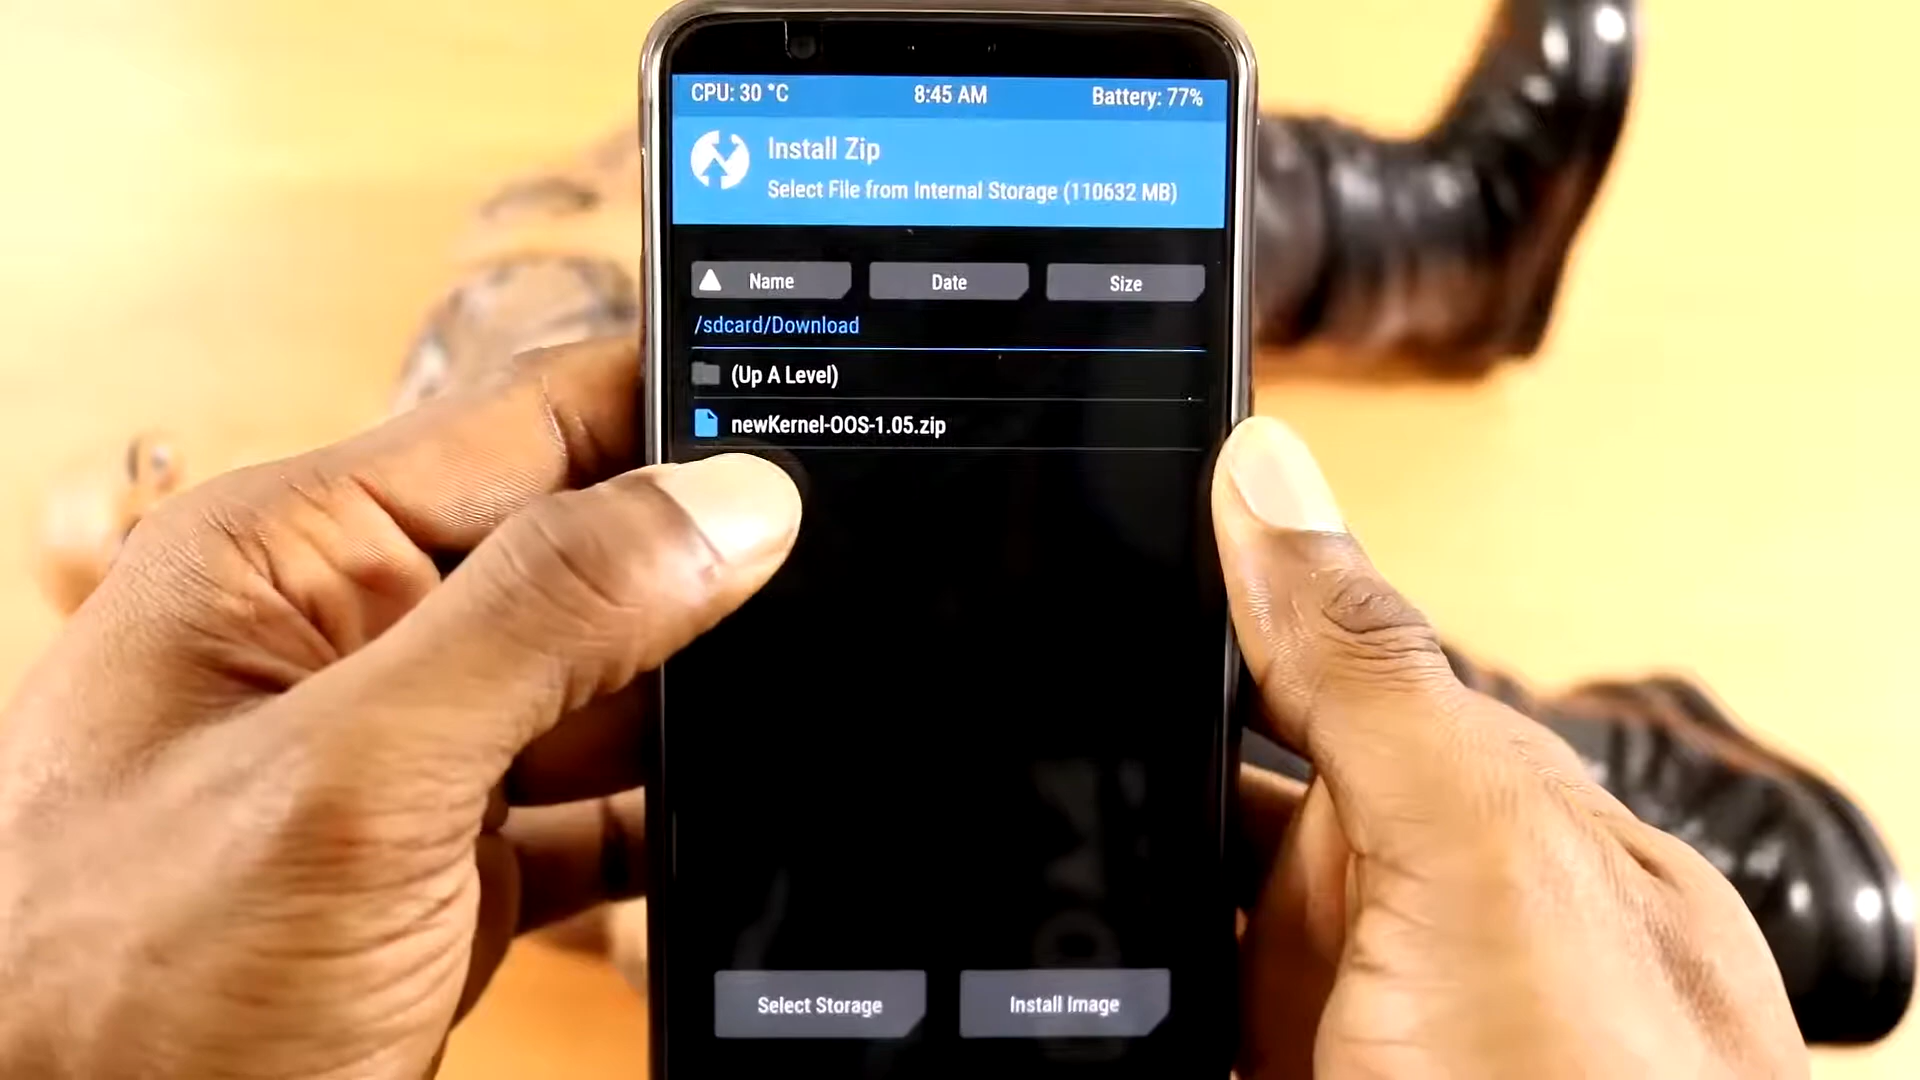 CPU: 30 °C 8:45 AM Battery: 77%
Install Zip
Select File from Internal Storage (110632 MB)
Name Date Size
/sdcard/Download
(Up A Level)
newKernel-OOS-1.05.zip
Select Storage Install Image